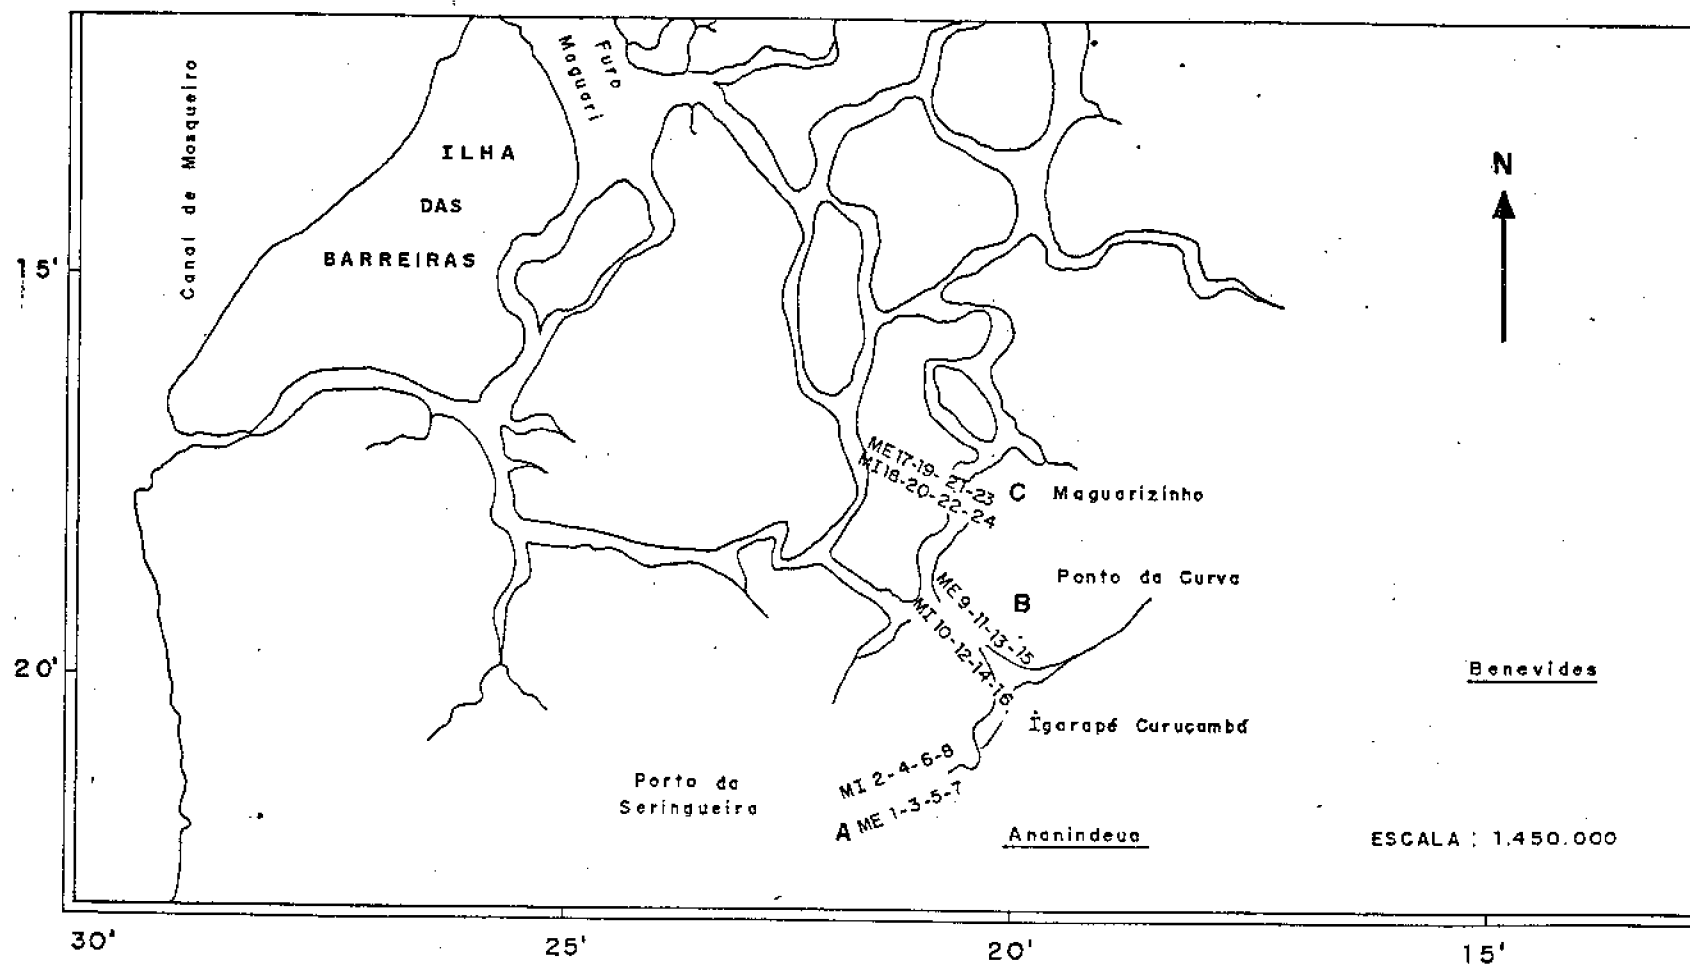 Canal de Mosqueiro
Furo
Maguari
ILHA
DAS
BARREIRAS
N
15'
ME 17-19-21-23
MI 18-20-22-24
C Maguarizinho
Ponto da Curva
B
ME 9-11-13-15
MI 10-12-14-16
20'
Benevides
Igarapé Curuçambá
MI 2-4-6-8
Porto da
Seringueira
A ME 1-3-5-7
Ananindeua
ESCALA : 1.450.000
30'
25'
20'
15'